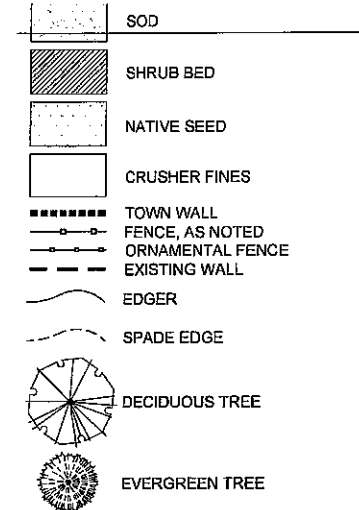 SOD
SHRUB BED
NATIVE SEED
CRUSHER FINES
TOWN WALL
FENCE, AS NOTED
ORNAMENTAL FENCE
EXISTING WALL
EDGER
SPADE EDGE
DECIDUOUS TREE
EVERGREEN TREE